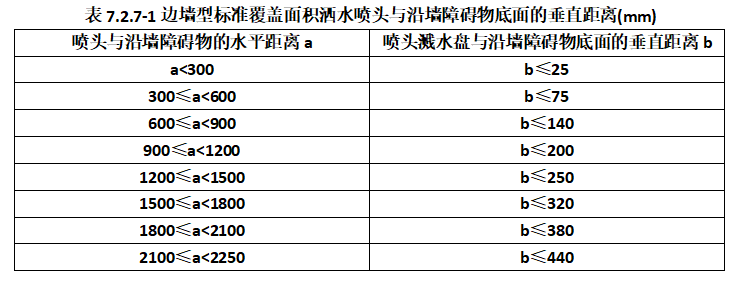 表 7.2.7-1 边墙型标准覆盖面积洒水喷头与沿墙障碍物底面的垂直距离(mm)
喷头与沿墙障碍物的水平距离 a 喷头溅水盘与沿墙障碍物底面的垂直距离 b
a<300 b≤25
300≤a<600 b≤75
600≤a<900 b≤140
900≤a<1200 b≤200
1200≤a<1500 b≤250
1500≤a<1800 b≤320
1800≤a<2100 b≤380
2100≤a<2250 b≤440